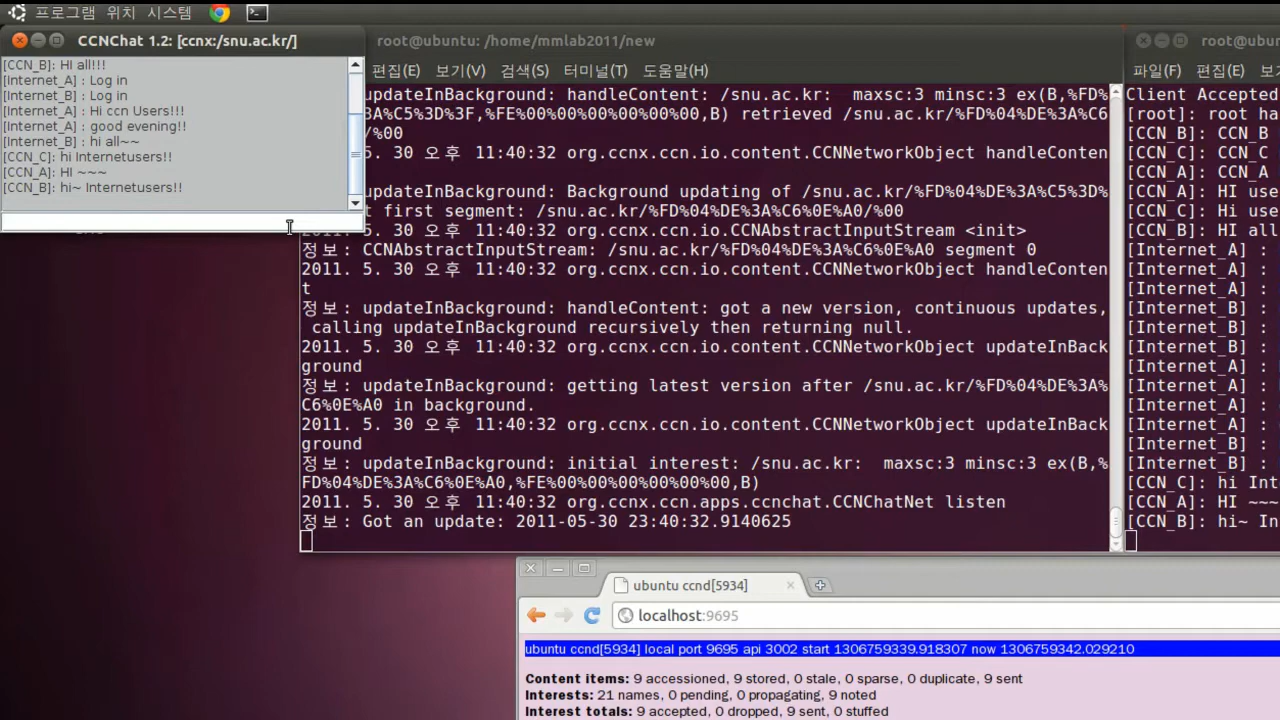 프로그램 위치 시스템
CCNChat 1.2: [ccnx:/snu.ac.kr/]
[CCN_B]: HI all!!!
[Internet_A] : Log in
[Internet_B] : Log in
[Internet_A] : Hi ccn Users!!!
[Internet_A] : good evening!!
[Internet_B] : hi all~~
[CCN_C]: hi Internetusers!!
[CCN_A]: HI ~~~
[CCN_B]: hi~ Internetusers!!
root@ubuntu: /home/mmlab2011/new
편집(E) 보기(V) 검색(S) 터미널(T) 도움말(H)
updateInBackground: handleContent: /snu.ac.kr:  maxsc:3 minsc:3 ex(B,%FD%
3A%C5%3D%3F,%FE%00%00%00%00%00%00,B) retrieved /snu.ac.kr/%FD%04%DE%3A%C6
/%00
5. 30 오후 11:40:32 org.ccnx.ccn.io.content.CCNNetworkObject handleConten
updateInBackground: Background updating of /snu.ac.kr/%FD%04%DE%3A%C5%3D%
t first segment: /snu.ac.kr/%FD%04%DE%3A%C6%0E%A0/%00
2011. 5. 30 오후 11:40:32 org.ccnx.ccn.io.CCNAbstractInputStream <init>
정보: CCNAbstractInputStream: /snu.ac.kr/%FD%04%DE%3A%C6%0E%A0 segment 0
2011. 5. 30 오후 11:40:32 org.ccnx.ccn.io.content.CCNNetworkObject handleConten
t
정보: updateInBackground: handleContent: got a new version, continuous updates,
calling updateInBackground recursively then returning null.
2011. 5. 30 오후 11:40:32 org.ccnx.ccn.io.content.CCNNetworkObject updateInBack
ground
정보: updateInBackground: getting latest version after /snu.ac.kr/%FD%04%DE%3A%
C6%0E%A0 in background.
2011. 5. 30 오후 11:40:32 org.ccnx.ccn.io.content.CCNNetworkObject updateInBack
ground
정보: updateInBackground: initial interest: /snu.ac.kr:  maxsc:3 minsc:3 ex(B,%
FD%04%DE%3A%C6%0E%A0,%FE%00%00%00%00%00%00,B)
2011. 5. 30 오후 11:40:32 org.ccnx.ccn.apps.ccnchat.CCNChatNet listen
정보: Got an update: 2011-05-30 23:40:32.9140625
root@ubu
파일(F) 편집(E) 보기
Client Accepted
[root]: root ha
[CCN_B]: CCN_B
[CCN_C]: CCN_C
[CCN_A]: CCN_A
[CCN_A]: HI use
[CCN_C]: Hi use
[CCN_B]: HI all
[Internet_A] :
[Internet_A] :
[Internet_A] :
[Internet_B] :
[Internet_B] :
[Internet_B] :
[Internet_A] :
[Internet_A] :
[Internet_A] :
[Internet_A] :
[Internet_B] :
[Internet_B] :
[CCN_C]: hi Int
[CCN_A]: HI ~~~
[CCN_B]: hi~ In
ubuntu ccnd[5934]
localhost:9695
ubuntu ccnd[5934] local port 9695 api 3002 start 1306759339.918307 now 1306759342.029210
Content items: 9 accessioned, 9 stored, 0 stale, 0 sparse, 0 duplicate, 9 sent
Interests: 21 names, 0 pending, 0 propagating, 9 noted
Interest totals: 9 accepted, 0 dropped, 9 sent, 0 stuffed